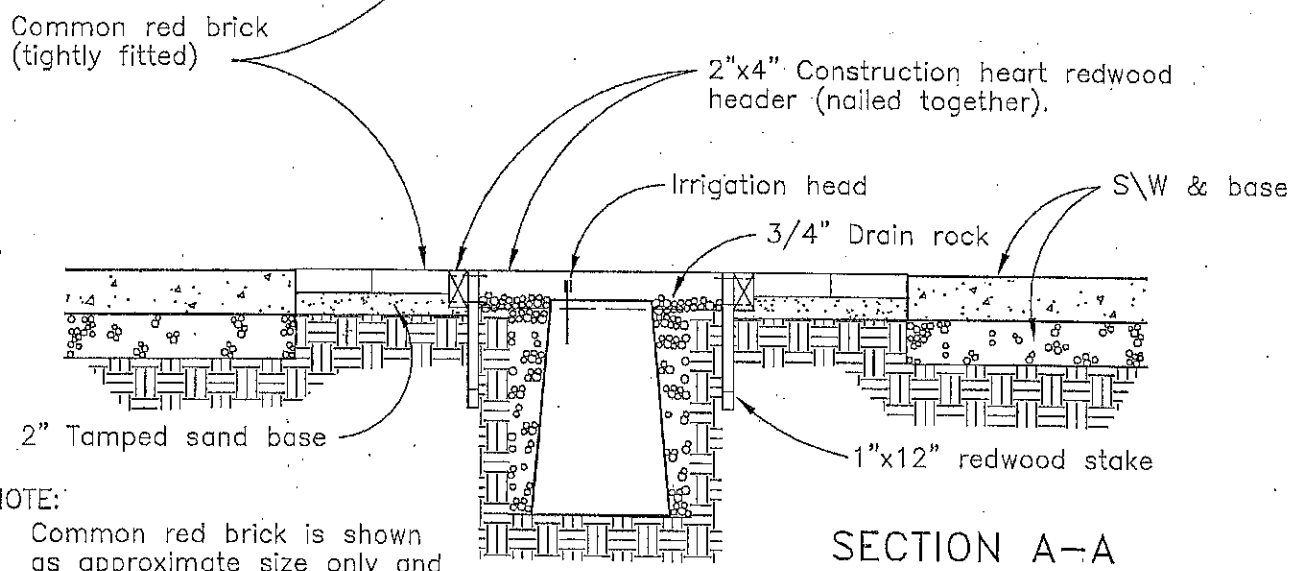 Common red brick
(tightly fitted)
2"x4" Construction heart redwood
header (nailed together).
Irrigation head
S\W & base
3/4" Drain rock
2" Tamped sand base
1"x12" redwood stake
NOTE:
Common red brick is shown
as approximate size only and
SECTION A-A